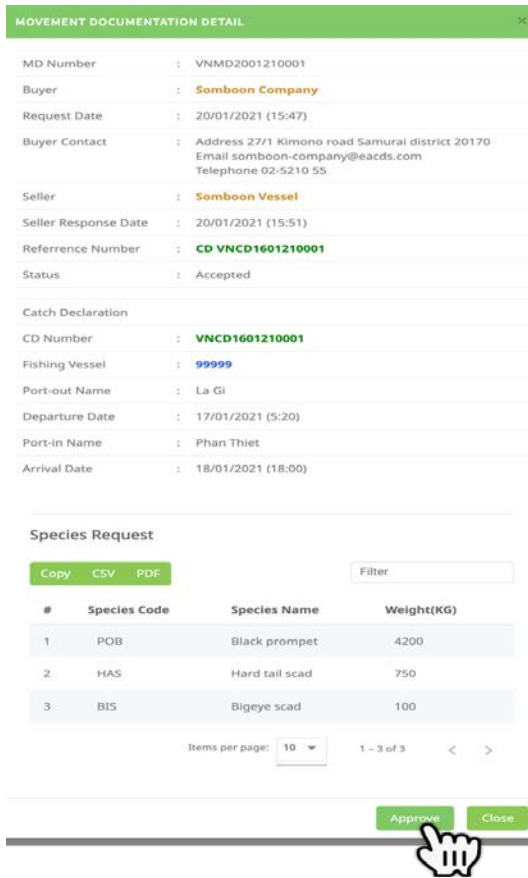 MOVEMENT DOCUMENTATION DETAIL ×
MD Number : VNMD2001210001
Buyer : Somboon Company
Request Date : 20/01/2021 (15:47)
Buyer Contact : Address 27/1 Kimono road Samurai district 20170
Email somboon-company@eacds.com
Telephone 02-5210 55
Seller : Somboon Vessel
Seller Response Date : 20/01/2021 (15:51)
Referrence Number : CD VNCD1601210001
Status : Accepted
Catch Declaration
CD Number : VNCD1601210001
Fishing Vessel : 99999
Port-out Name : La Gi
Departure Date : 17/01/2021 (5:20)
Port-in Name : Phan Thiet
Arrival Date : 18/01/2021 (18:00)
Species Request
Copy CSV PDF Filter
# Species Code Species Name Weight(KG)
1 POB Black prompet 4200
2 HAS Hard tail scad 750
3 BIS Bigeye scad 100
Items per page: 10 1 – 3 of 3 < >
Approve Close